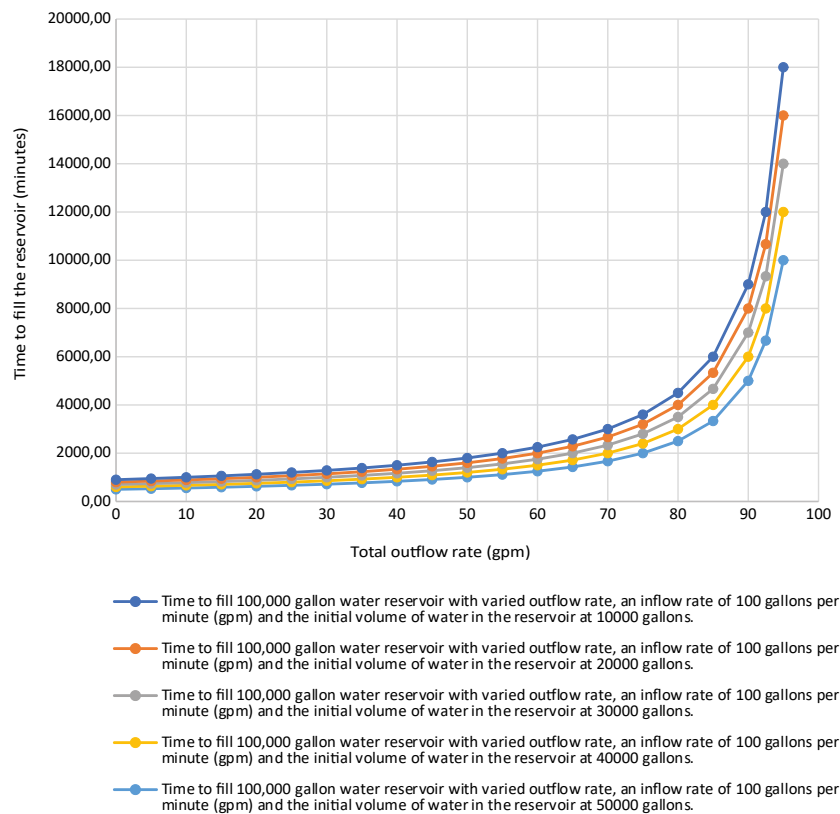 20000,00
18000,00
16000,00
14000,00
12000,00
10000,00
8000,00
6000,00
4000,00
2000,00
0,00
Time to fill the reservoir (minutes)
0 10 20 30 40 50 60 70 80 90 100
Total outflow rate (gpm)
Time to fill 100,000 gallon water reservoir with varied outflow rate, an inflow rate of 100 gallons per
minute (gpm) and the initial volume of water in the reservoir at 10000 gallons.
Time to fill 100,000 gallon water reservoir with varied outflow rate, an inflow rate of 100 gallons per
minute (gpm) and the initial volume of water in the reservoir at 20000 gallons.
Time to fill 100,000 gallon water reservoir with varied outflow rate, an inflow rate of 100 gallons per
minute (gpm) and the initial volume of water in the reservoir at 30000 gallons.
Time to fill 100,000 gallon water reservoir with varied outflow rate, an inflow rate of 100 gallons per
minute (gpm) and the initial volume of water in the reservoir at 40000 gallons.
Time to fill 100,000 gallon water reservoir with varied outflow rate, an inflow rate of 100 gallons per
minute (gpm) and the initial volume of water in the reservoir at 50000 gallons.